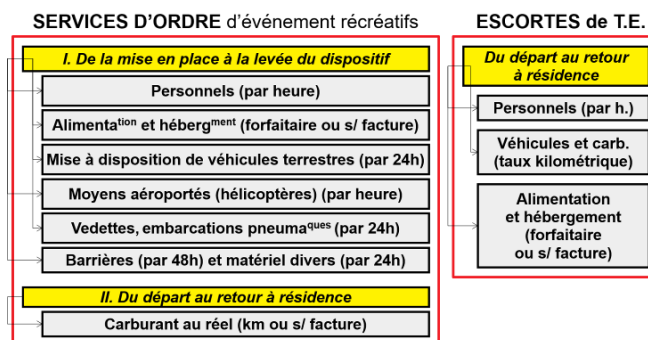 SERVICES D’ORDRE d’événement récréatifs
I. De la mise en place à la levée du dispositif
Personnels (par heure)
Alimentation et hébergment (forfaitaire ou s/ facture)
Mise à disposition de véhicules terrestres (par 24h)
Moyens aéroportés (hélicoptères) (par heure)
Vedettes, embarcations pneumaques (par 24h)
Barrières (par 48h) et matériel divers (par 24h)
II. Du départ au retour à résidence
Carburant au réel (km ou s/ facture)
ESCORTES de T.E.
Du départ au retour
à résidence
Personnels (par h.)
Véhicules et carb.
(taux kilométrique)
Alimentation
et hébergement
(forfaitaire
ou s/ facture)